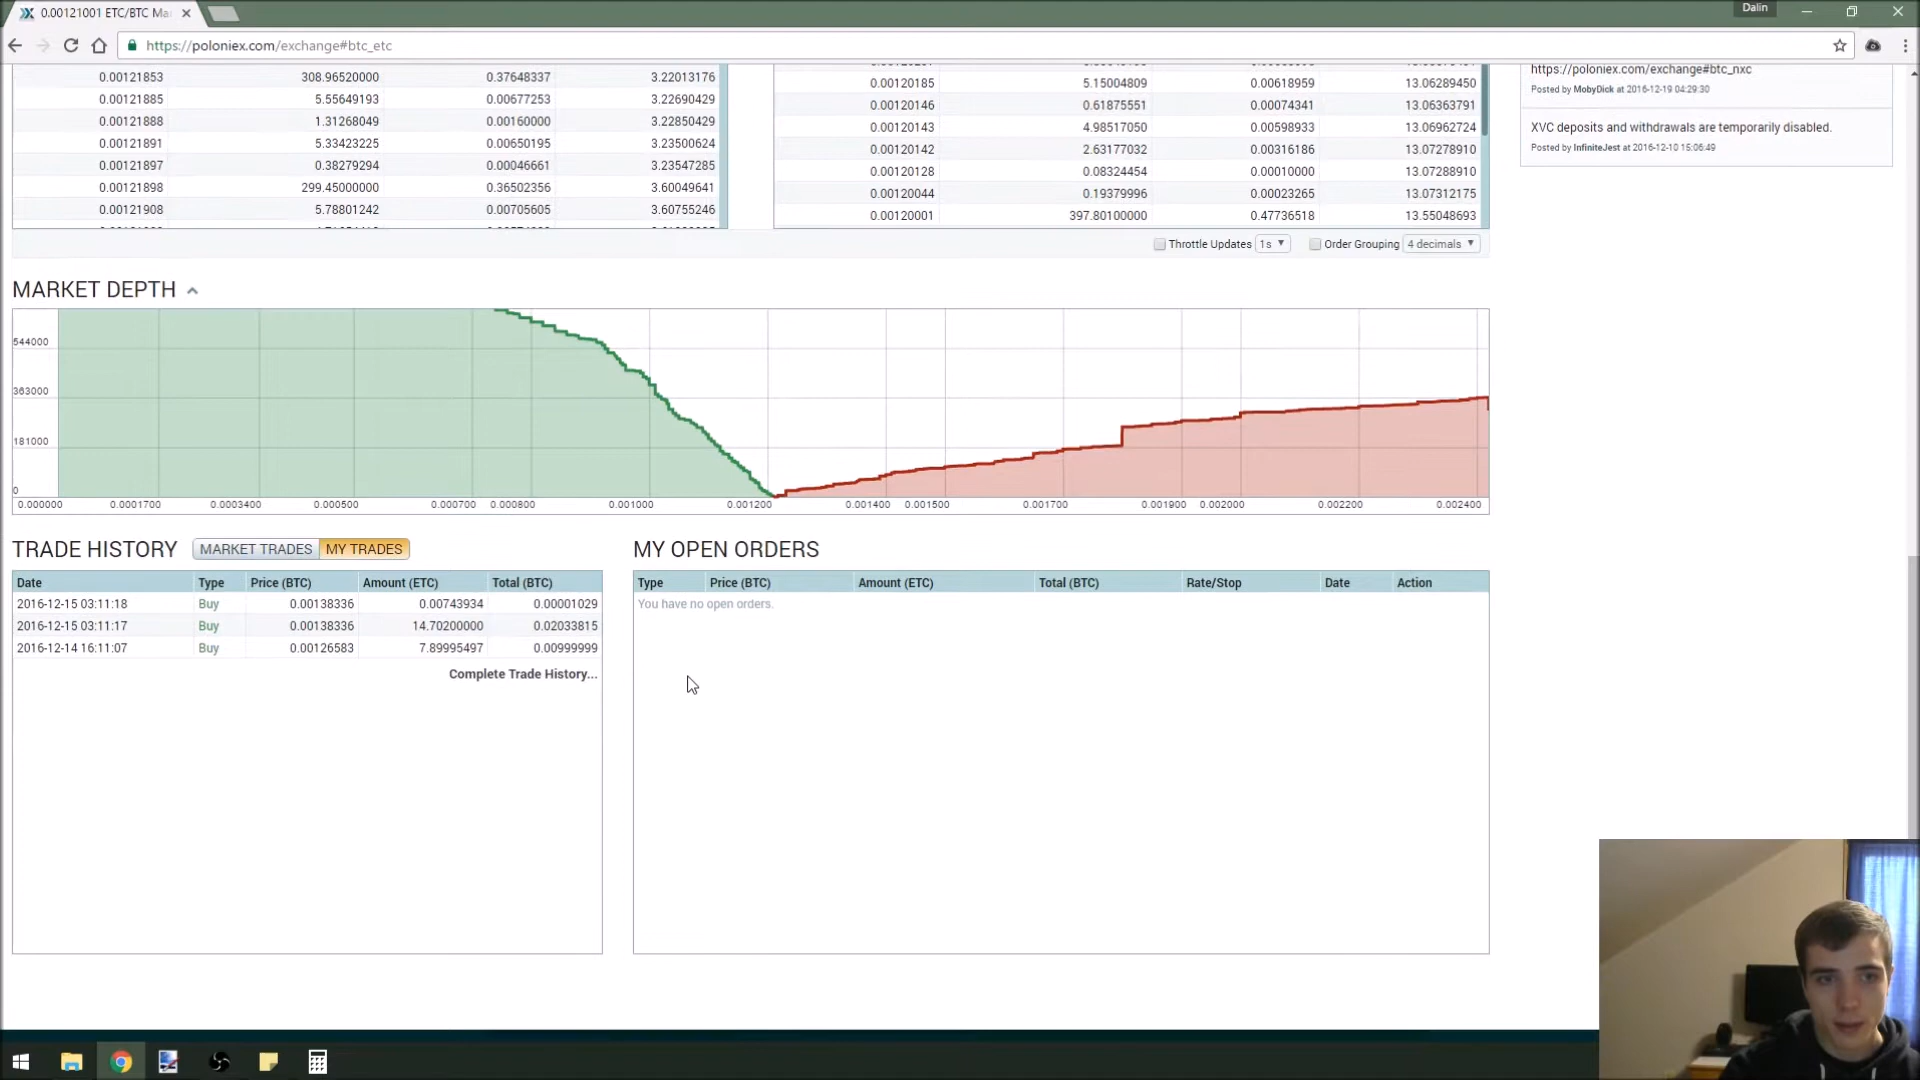 0.00121001 ETC/BTC Ma
Dalin
https://poloniex.com/exchange#btc_etc
0.00121853 308.96520000 0.37648337 3.22013176
0.00121885 5.55649193 0.00677253 3.22690429
0.00121888 1.31268049 0.00160000 3.22850429
0.00121891 5.33423225 0.00650195 3.23500624
0.00121897 0.38279294 0.00046661 3.23547285
0.00121898 299.45000000 0.36502356 3.60049641
0.00121908 5.78801242 0.00705605 3.60755246
0.00120185 5.15004809 0.00618959 13.06289450
0.00120146 0.61875551 0.00074341 13.06363791
0.00120143 4.98517050 0.00598933 13.06962724
0.00120142 2.63177032 0.00316186 13.07278910
0.00120128 0.08324454 0.00010000 13.07288910
0.00120044 0.19379996 0.00023265 13.07312175
0.00120001 397.80100000 0.47736518 13.55048693
https://poloniex.com/exchange#btc_nxc
Posted by MobyDick at 2016-12-19 04:29:30
XVC deposits and withdrawals are temporarily disabled.
Posted by InfiniteJest at 2016-12-10 15:06:49
Throttle Updates 1s Order Grouping 4 decimals
MARKET DEPTH
544000
363000
181000
0
0.000000 0.0001700 0.0003400 0.000500 0.000700 0.000800 0.001000 0.001200 0.001400 0.001500 0.001700 0.001900 0.002000 0.002200 0.002400
TRADE HISTORY MARKET TRADES MY TRADES
Date Type Price (BTC) Amount (ETC) Total (BTC)
2016-12-15 03:11:18 Buy 0.00138336 0.00743934 0.00001029
2016-12-15 03:11:17 Buy 0.00138336 14.70200000 0.02033815
2016-12-14 16:11:07 Buy 0.00126583 7.89995497 0.00999999
Complete Trade History...
MY OPEN ORDERS
Type Price (BTC) Amount (ETC) Total (BTC) Rate/Stop Date Action
You have no open orders.